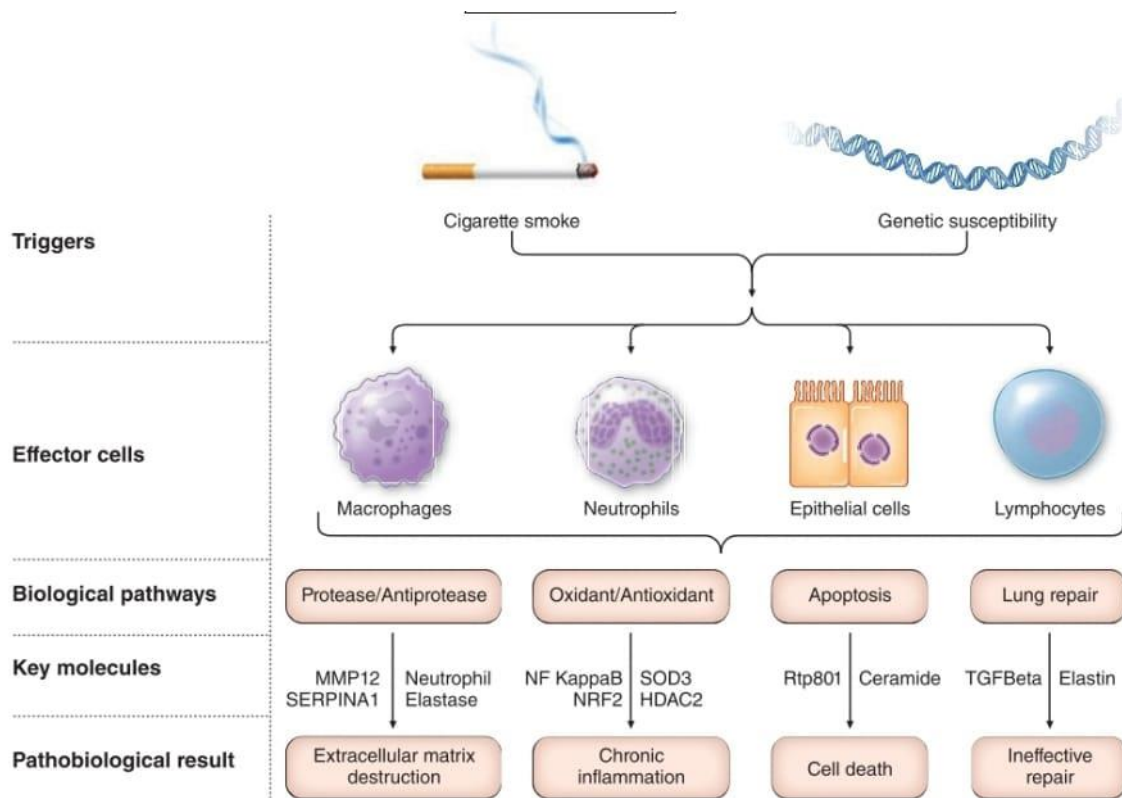 Cigarette smoke
Genetic susceptibility
Triggers
Effector cells
Macrophages
Neutrophils
Epithelial cells
Lymphocytes
Biological pathways
Protease/Antiprotease
Oxidant/Antioxidant
Apoptosis
Lung repair
Key molecules
MMP12
SERPINA1
Neutrophil
Elastase
NF KappaB
NRF2
SOD3
HDAC2
Rtp801
Ceramide
TGFBeta
Elastin
Pathobiological result
Extracellular matrix
destruction
Chronic
inflammation
Cell death
Ineffective
repair